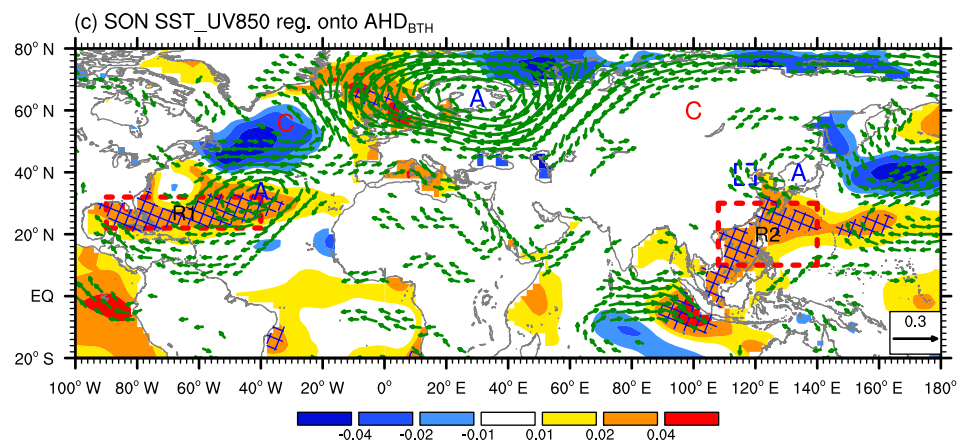 (c) SON SST_UV850 reg. onto AHD_BTH
80° N
60° N
40° N
20° N
EQ
20° S
C
A
C
A
A
R1
R2
0.3
100° W 80° W 60° W 40° W 20° W 0° 20° E 40° E 60° E 80° E 100° E 120° E 140° E 160° E 180°
-0.04 -0.02 -0.01 0.01 0.02 0.04